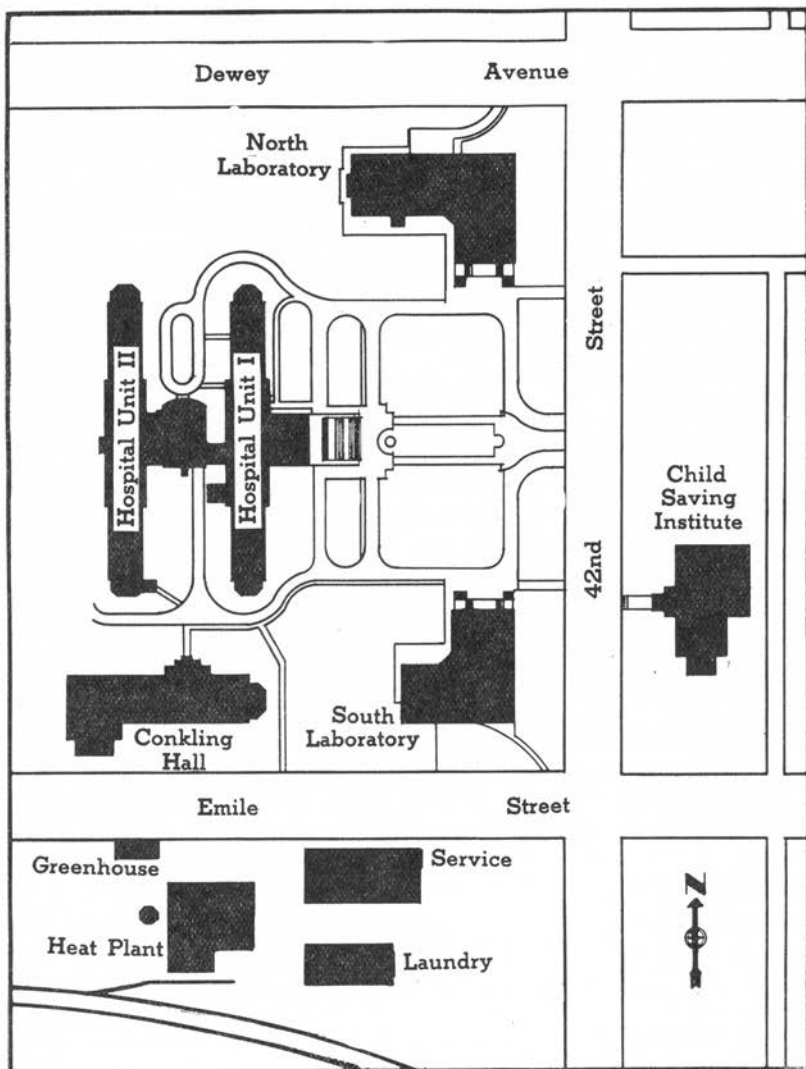 Dewey Avenue
North
Laboratory
Street
Hospital Unit II
Hospital Unit I
Child
Saving
Institute
42nd
South
Laboratory
Conkling
Hall
Emile Street
Greenhouse
Service
Heat Plant
Laundry
N